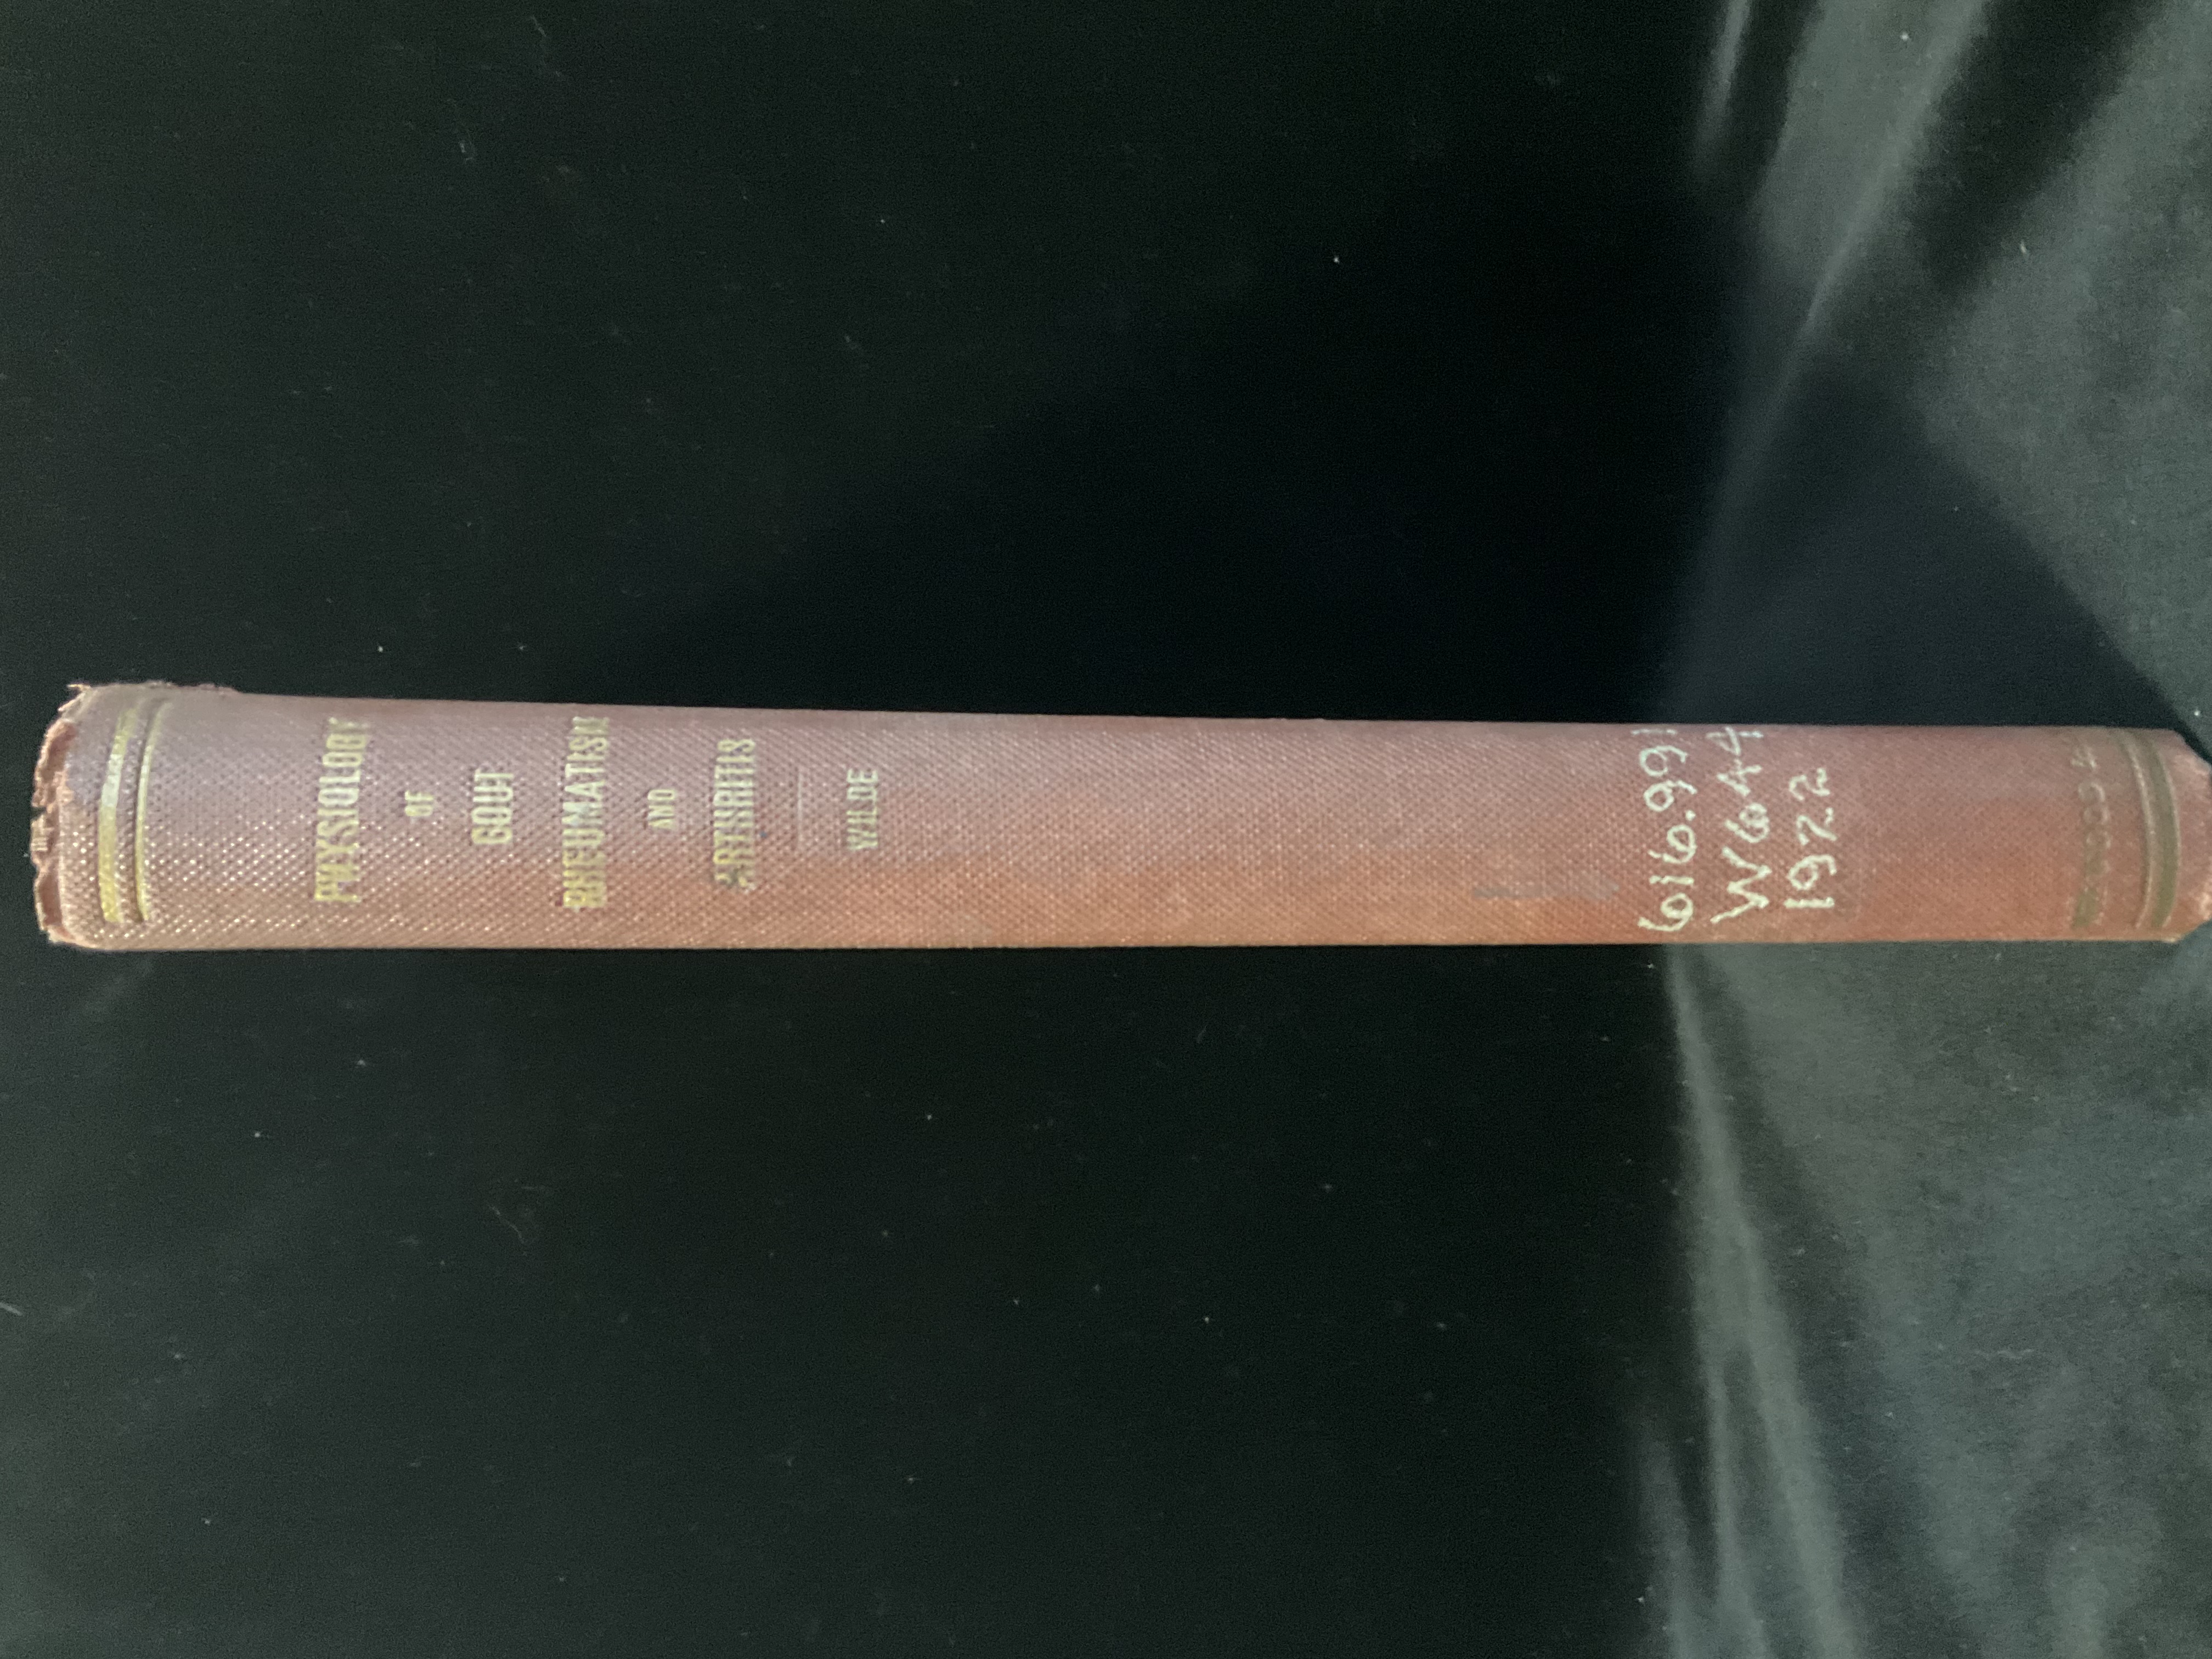 PHYSIOLOGY
OF
GOUT
RHEUMATISM
AND
ARTHRITIS
WILDE
616.991
W644
1922